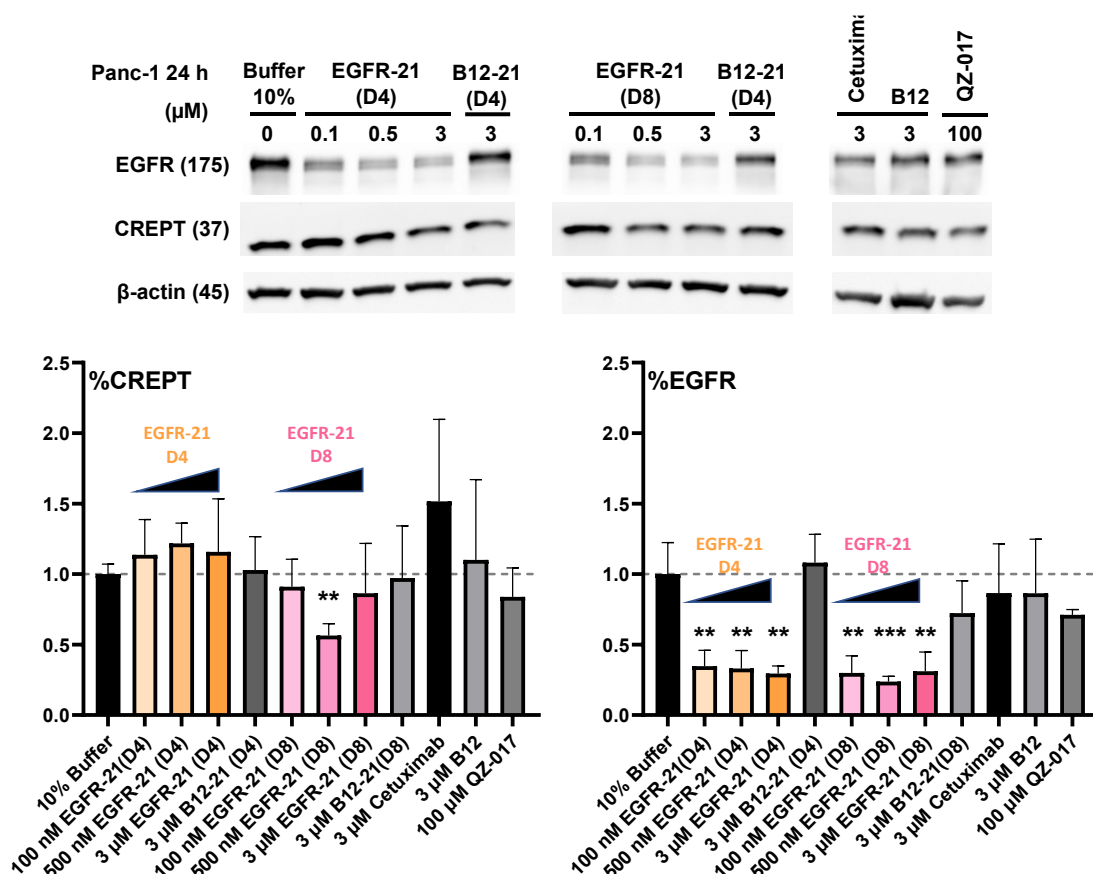 Panc-1 24 h
(µM)
Buffer
10%
EGFR-21
(D4)
B12-21
(D4)
EGFR-21
(D8)
B12-21
(D4)
Cetuxima
B12
QZ-017
0 0.1 0.5 3 3 0.1 0.5 3 3 3 3 100
EGFR (175)
CREPT (37)
β-actin (45)
%CREPT
2.5
2.0
1.5
1.0
0.5
0.0
EGFR-21
D4
EGFR-21
D8
**
10% Buffer
100 nM EGFR-21(D4)
500 nM EGFR-21 (D4)
3 µM EGFR-21 (D4)
3 µM B12-21 (D4)
100 nM EGFR-21 (D8)
500 nM EGFR-21 (D8)
3 µM EGFR-21 (D8)
3 µM B12-21(D8)
3 µM Cetuximab
3 µM B12
100 µM QZ-017
%EGFR
2.5
2.0
1.5
1.0
0.5
0.0
EGFR-21
D4
EGFR-21
D8
** ** ** ** *** **
10% Buffer
100 nM EGFR-21(D4)
500 nM EGFR-21 (D4)
3 µM EGFR-21 (D4)
3 µM B12-21 (D4)
100 nM EGFR-21 (D8)
500 nM EGFR-21 (D8)
3 µM EGFR-21 (D8)
3 µM B12-21(D8)
3 µM Cetuximab
3 µM B12
100 µM QZ-017